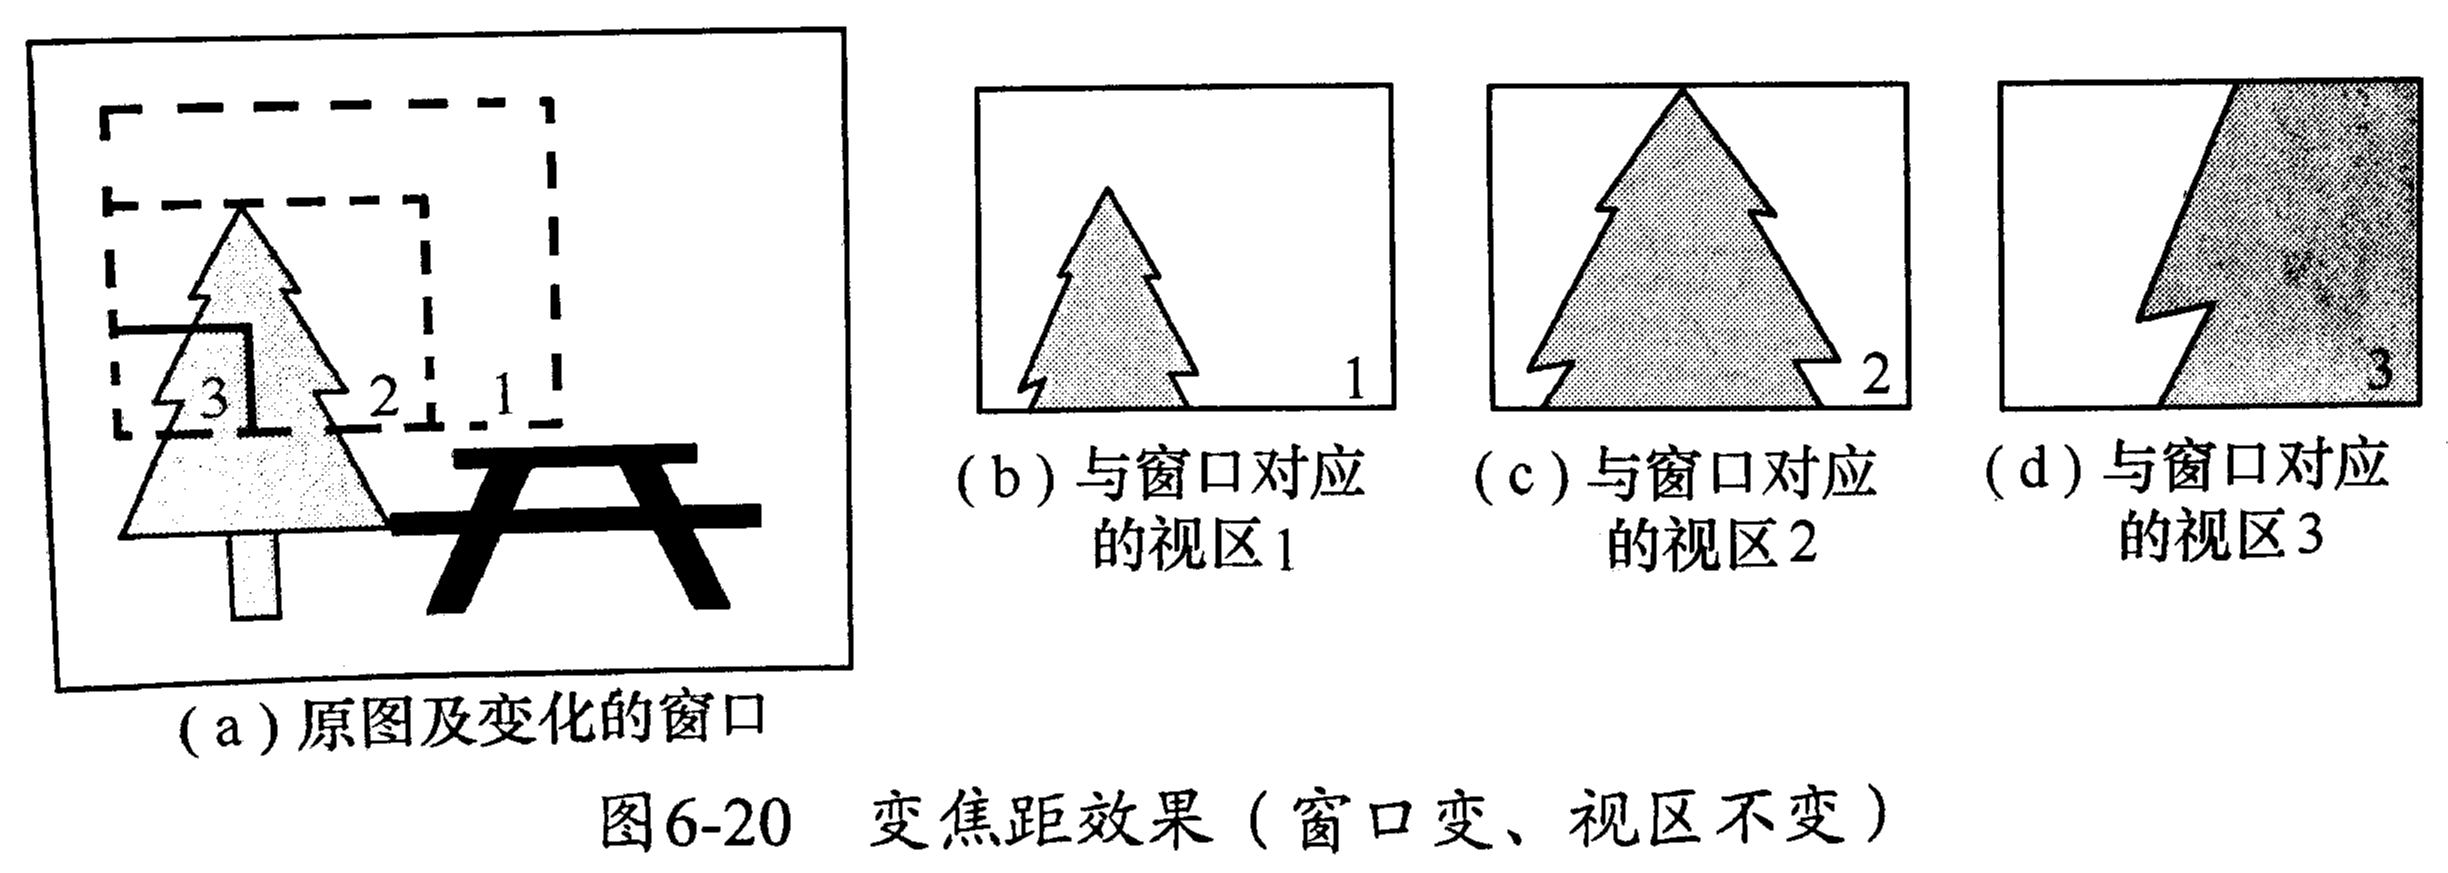 3
2
1
(a)原图及变化的窗口
1
(b)与窗口对应
的视区1
2
(c)与窗口对应
的视区2
3
(d)与窗口对应
的视区3
图6-20 变焦距效果(窗口变、视区不变)